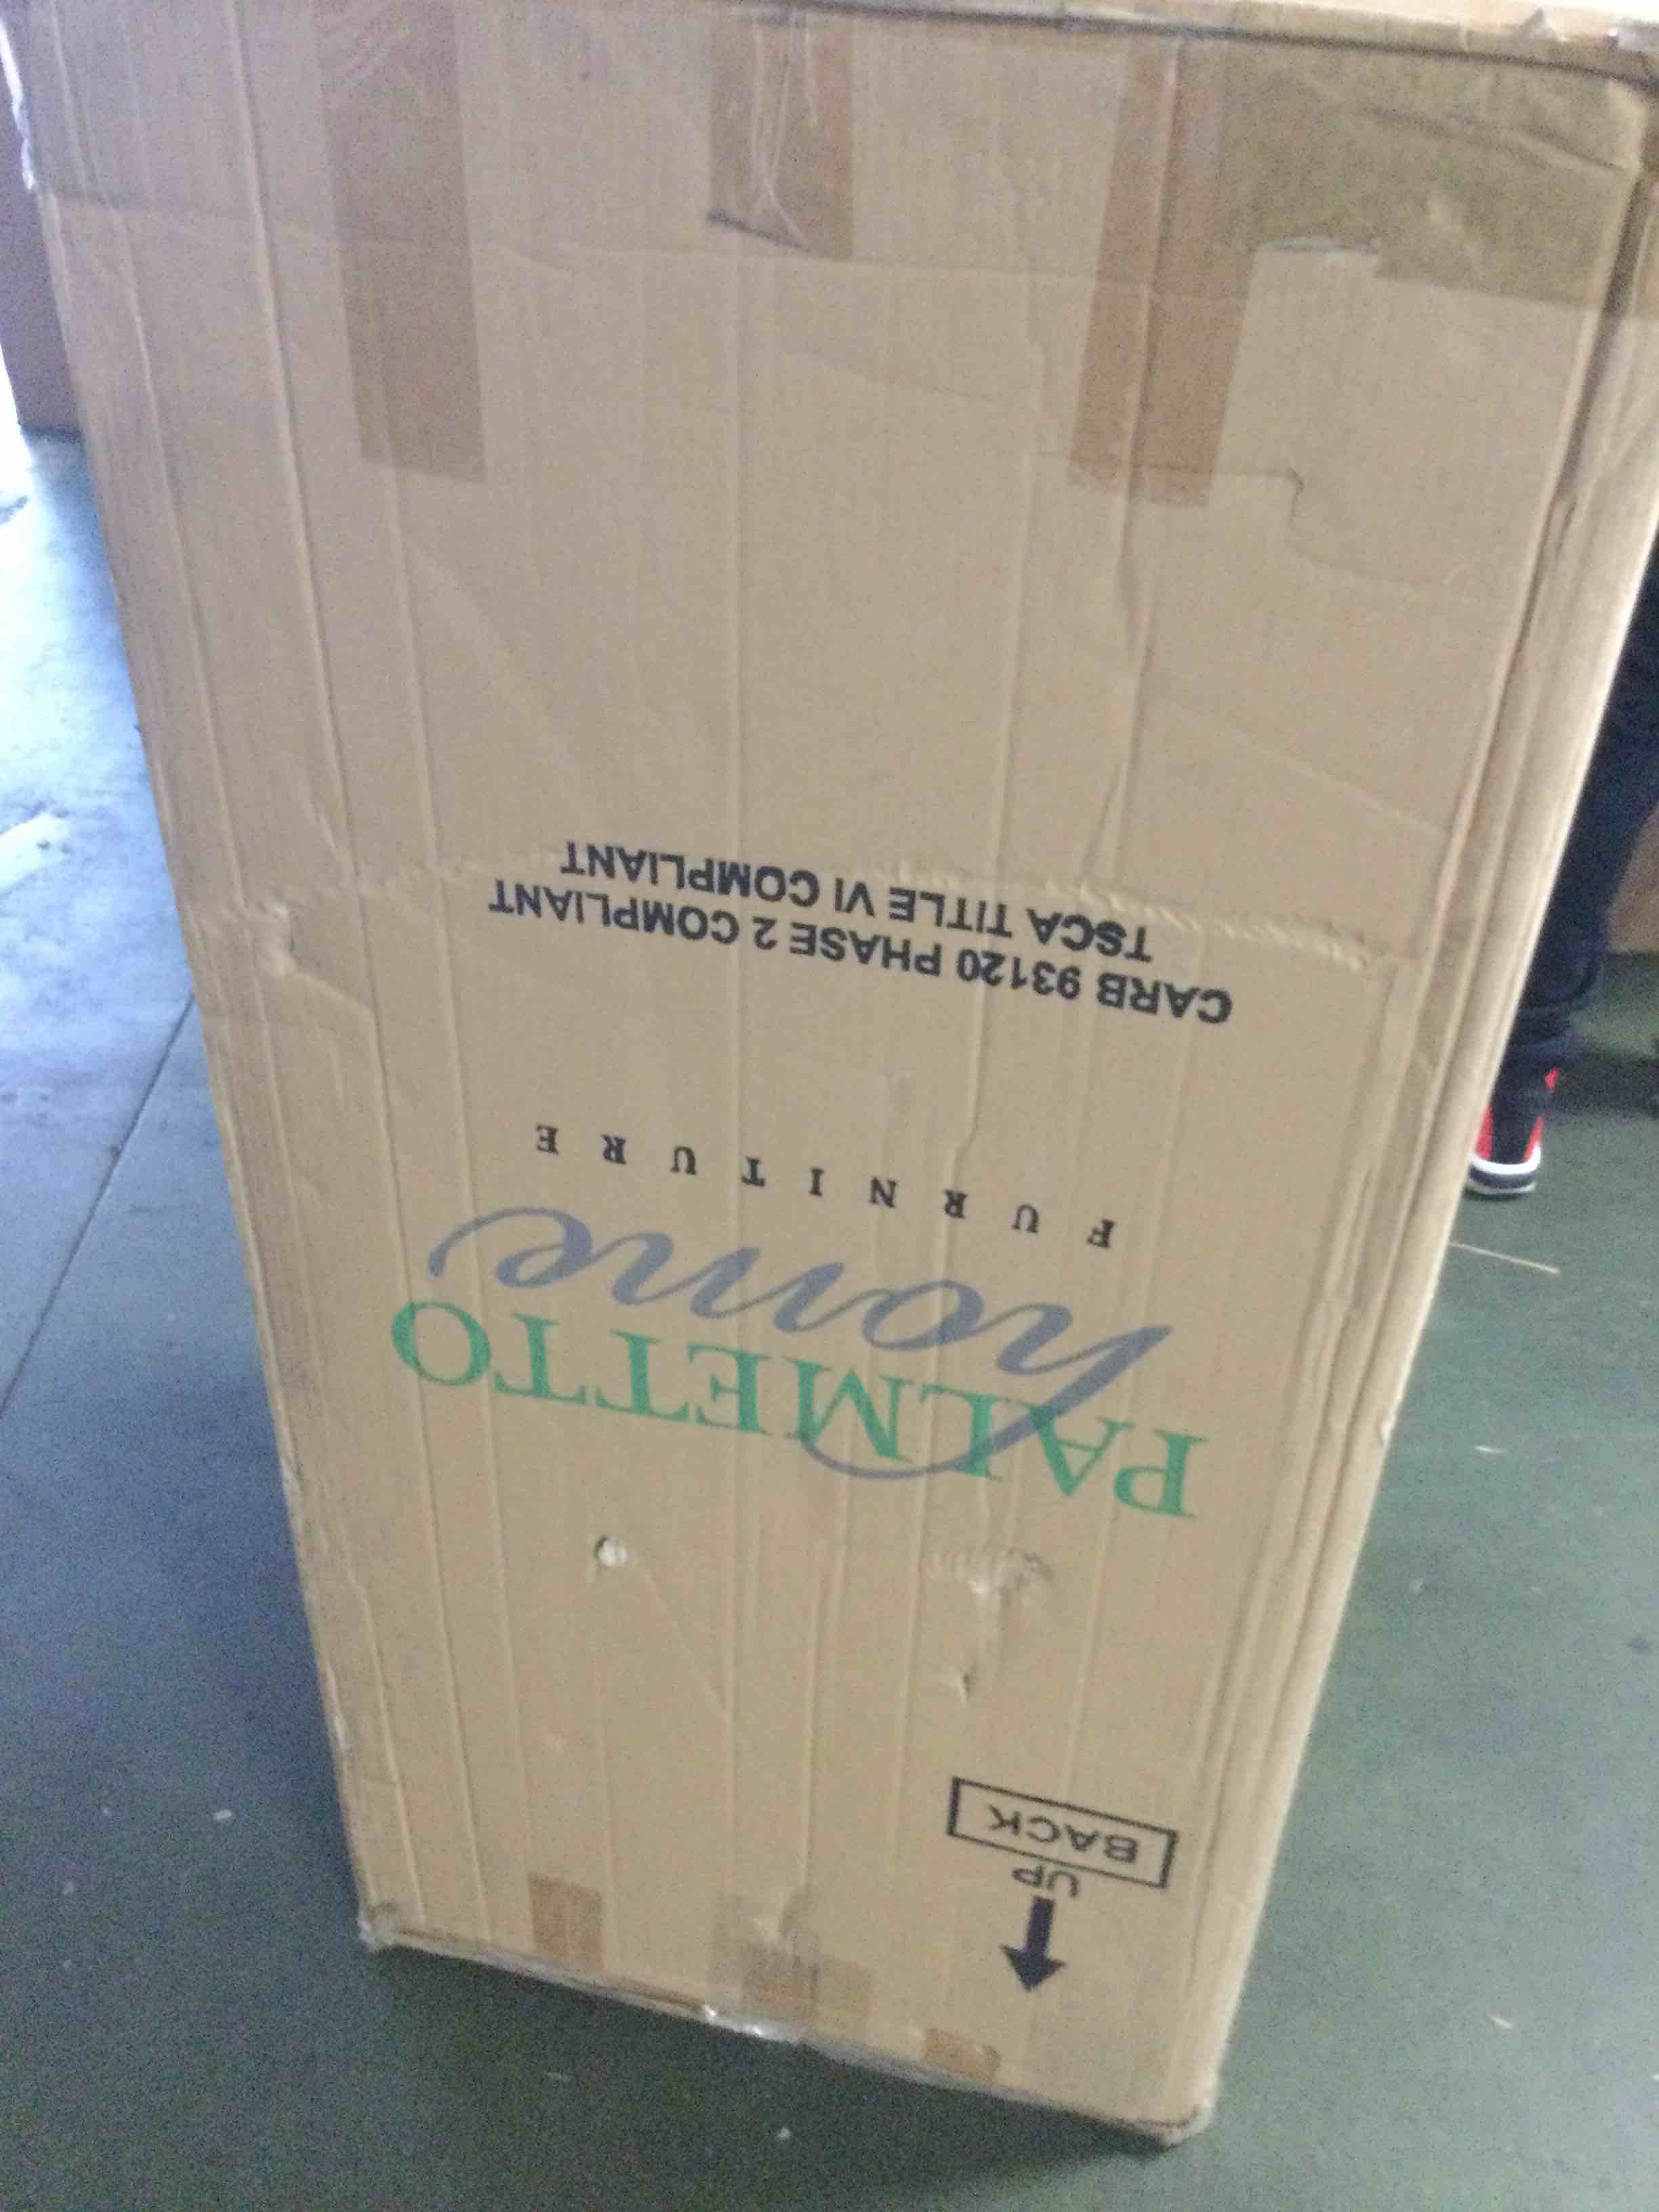 UP
BACK
PALMETTO
home
FURNITURE
CARB 93120 PHASE 2 COMPLIANT
TSCA TITLE VI COMPLIANT